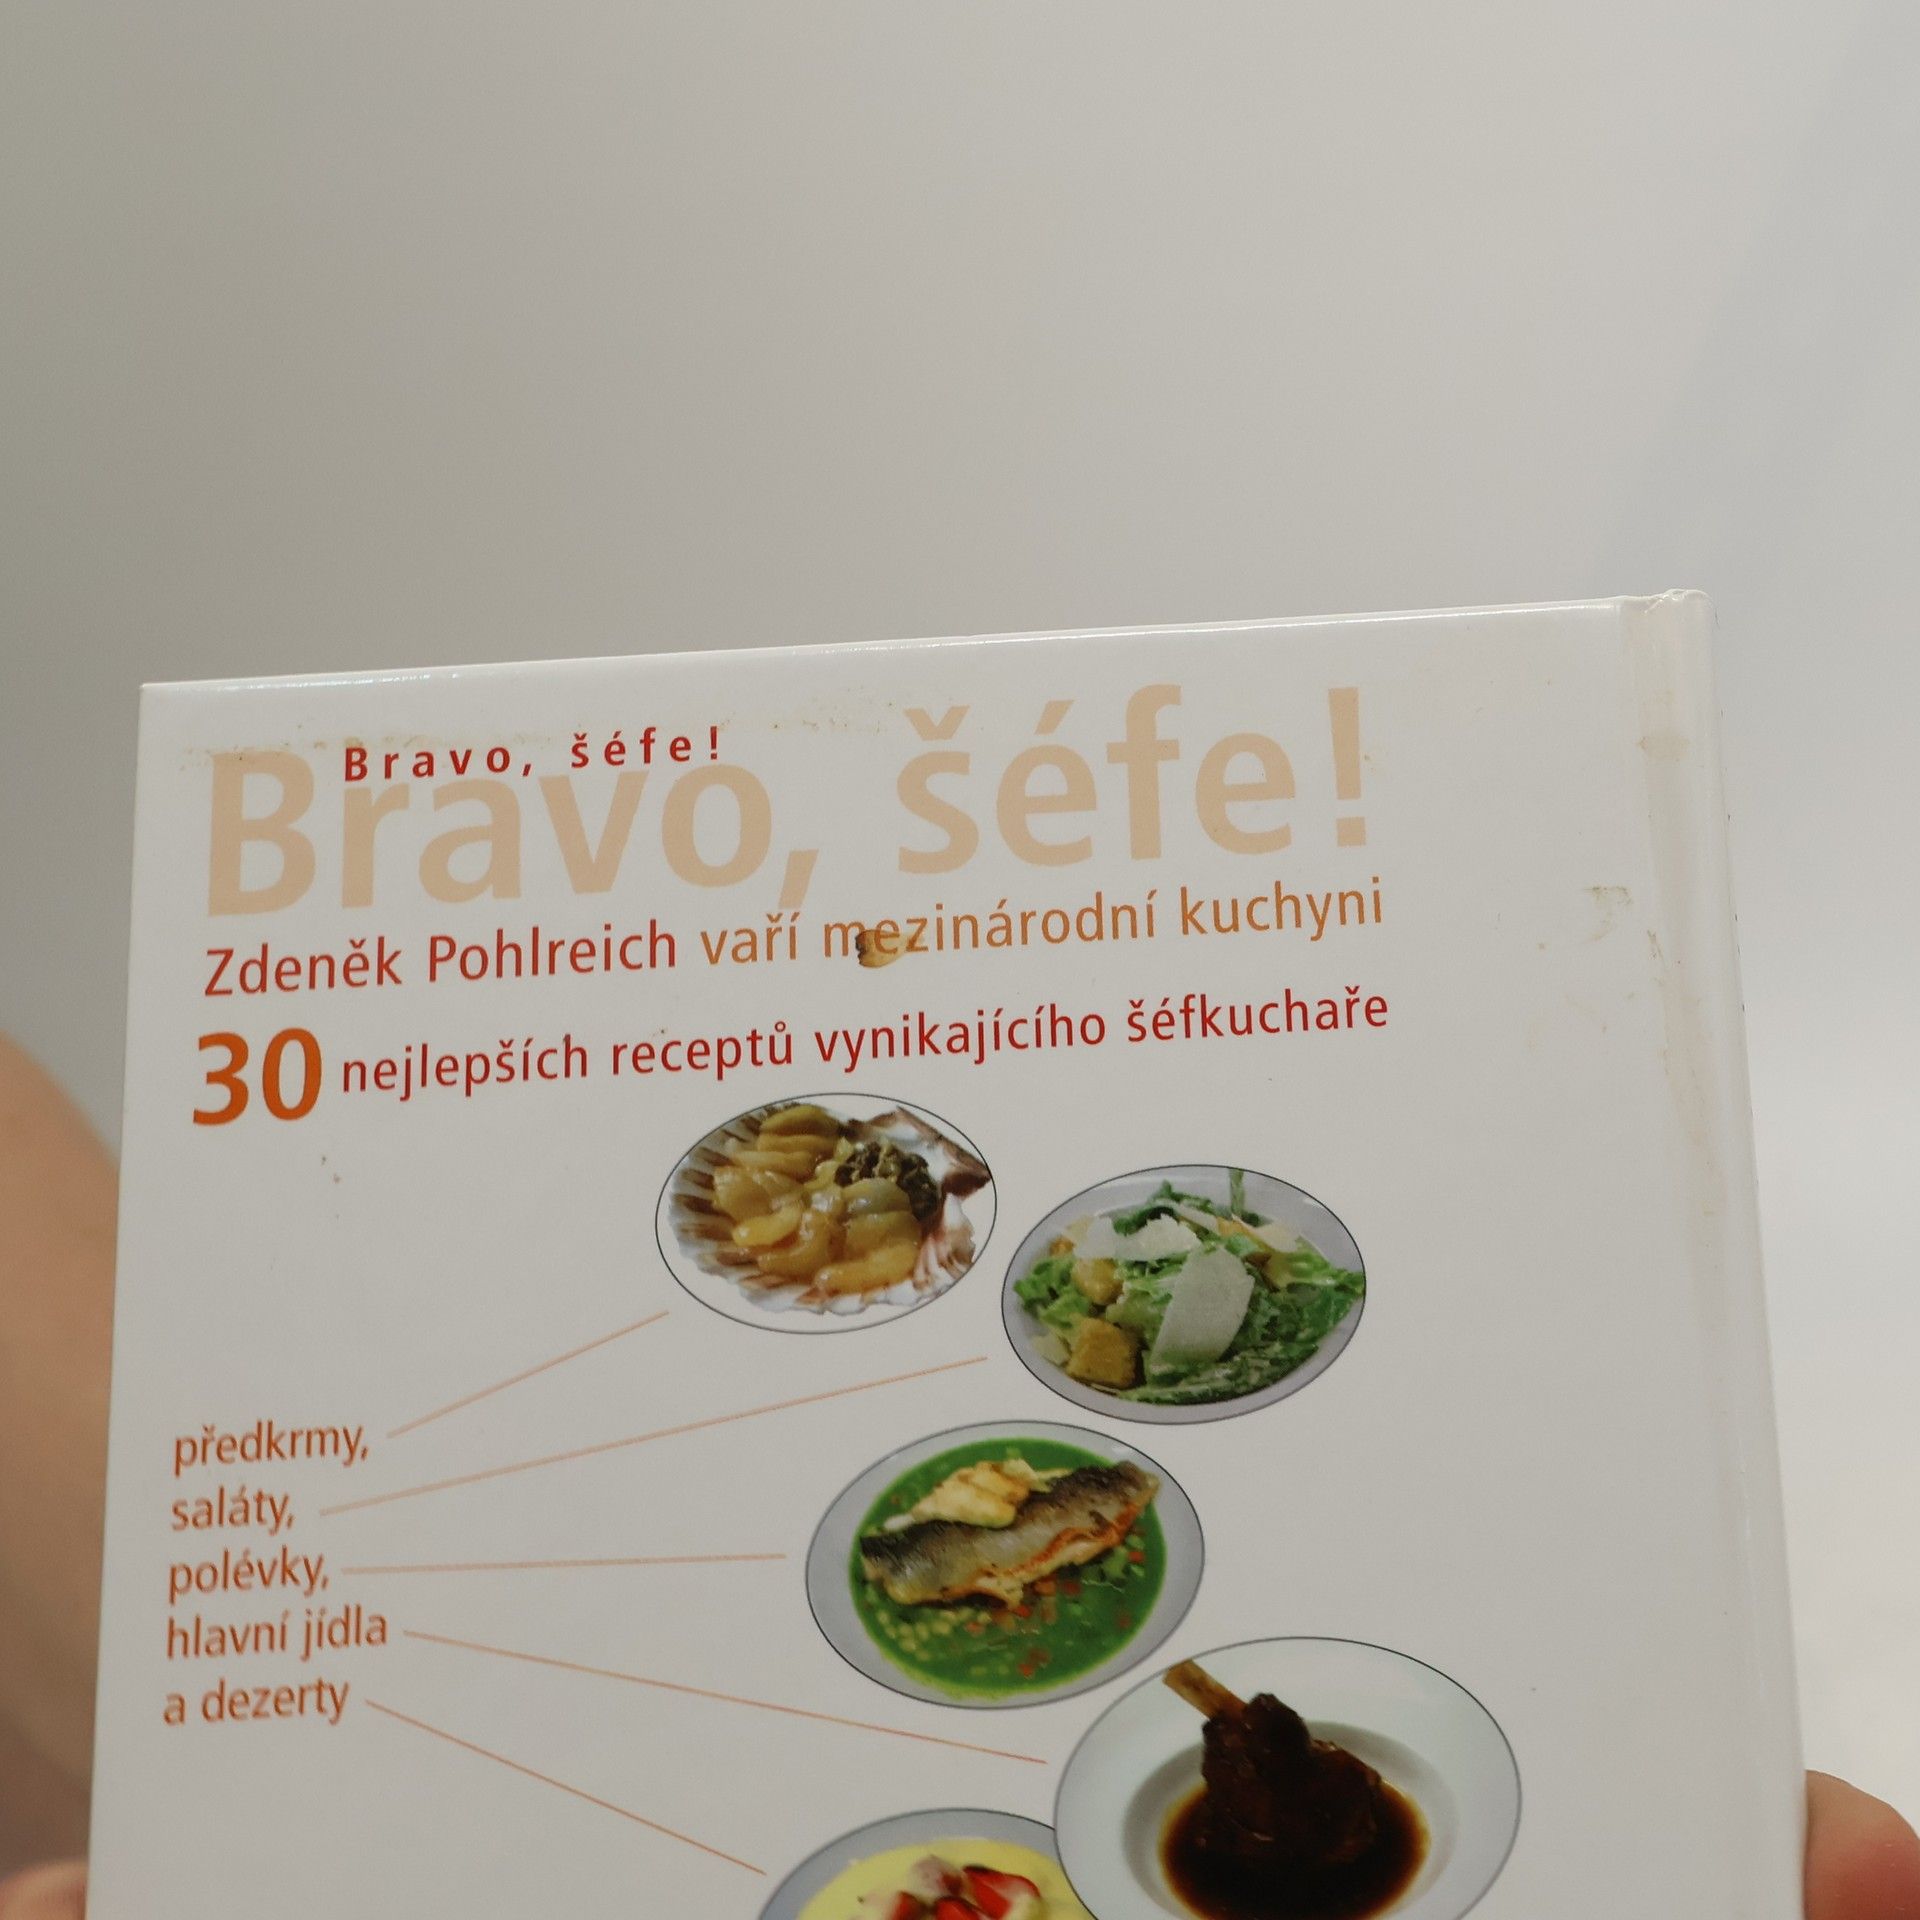 Bravo, šéfe!
Bravo, šéfe!
Zdeněk Pohlreich vaří mezinárodní kuchyni
30 nejlepších receptů vynikajícího šéfkuchaře
předkrmy,
saláty,
polévky,
hlavní jídla
a dezerty